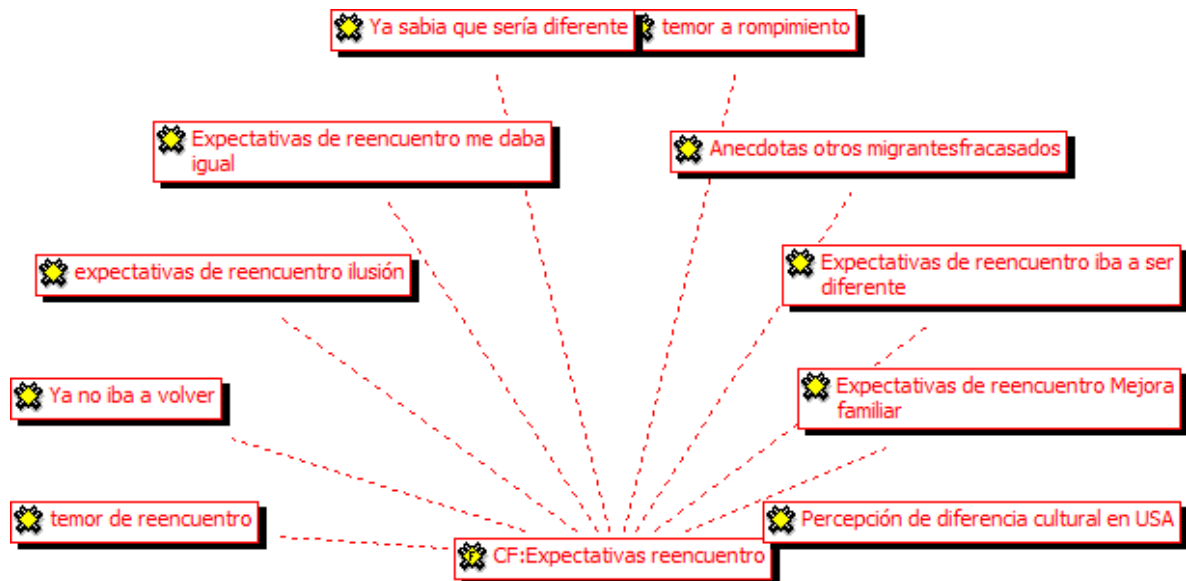 Ya sabia que sería diferente
temor a rompimiento
Expectativas de reencuentro me daba
igual
Anecdotas otros migrantesfracasados
expectativas de reencuentro ilusión
Expectativas de reencuentro iba a ser
diferente
Ya no iba a volver
Expectativas de reencuentro Mejora
familiar
temor de reencuentro
Percepción de diferencia cultural en USA
CF:Expectativas reencuentro